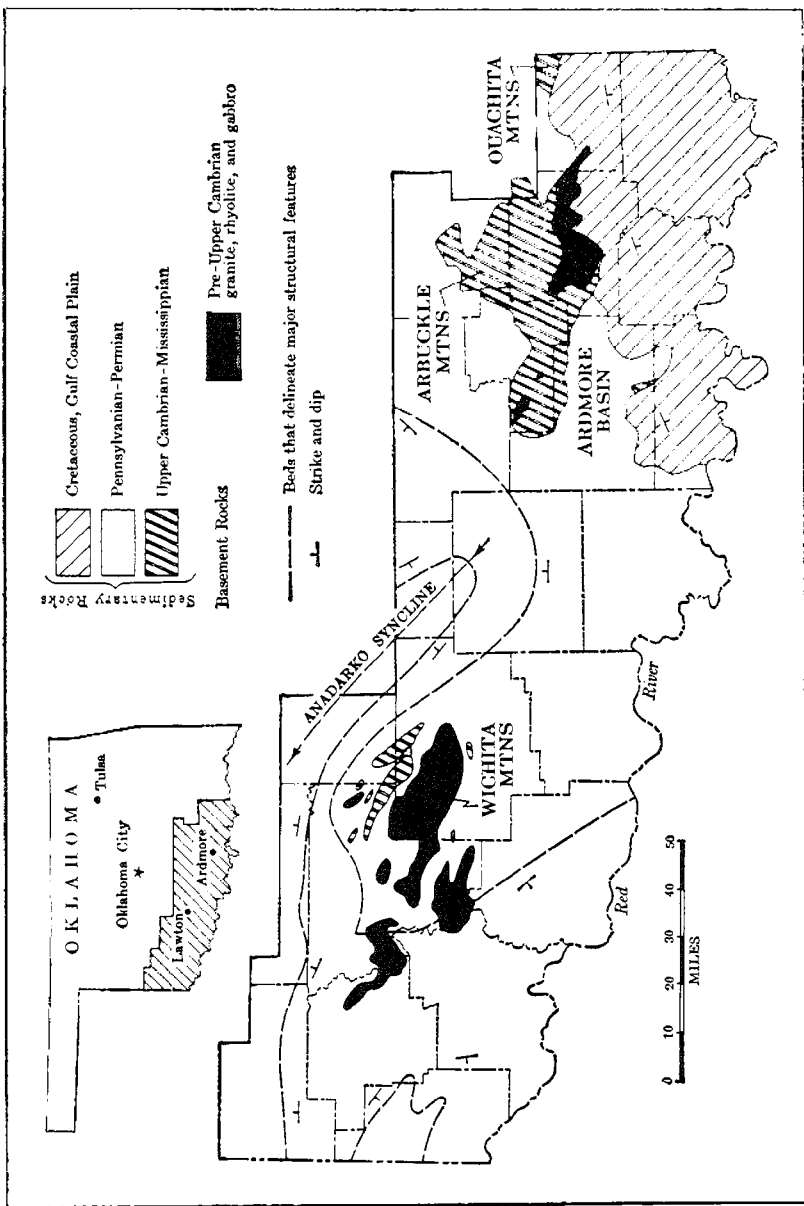 OKLAHOMA
Tulsa
Oklahoma City
Lawton
Ardmore
Sedimentary Rocks
Cretaceous, Gulf Coastal Plain
Pennsylvanian-Permian
Upper Cambrian-Mississippian
Basement Rocks
Pre-Upper Cambrian
granite, rhyolite, and gabbro
Beds that delineate major structural features
Strike and dip
ANADARKO SYNCLINE
WICHITA
MTNS
ARBUCKLE
MTNS
ARDMORE
BASIN
OUACHITA
MTNS
Red
River
0 10 20 30 40 50
MILES